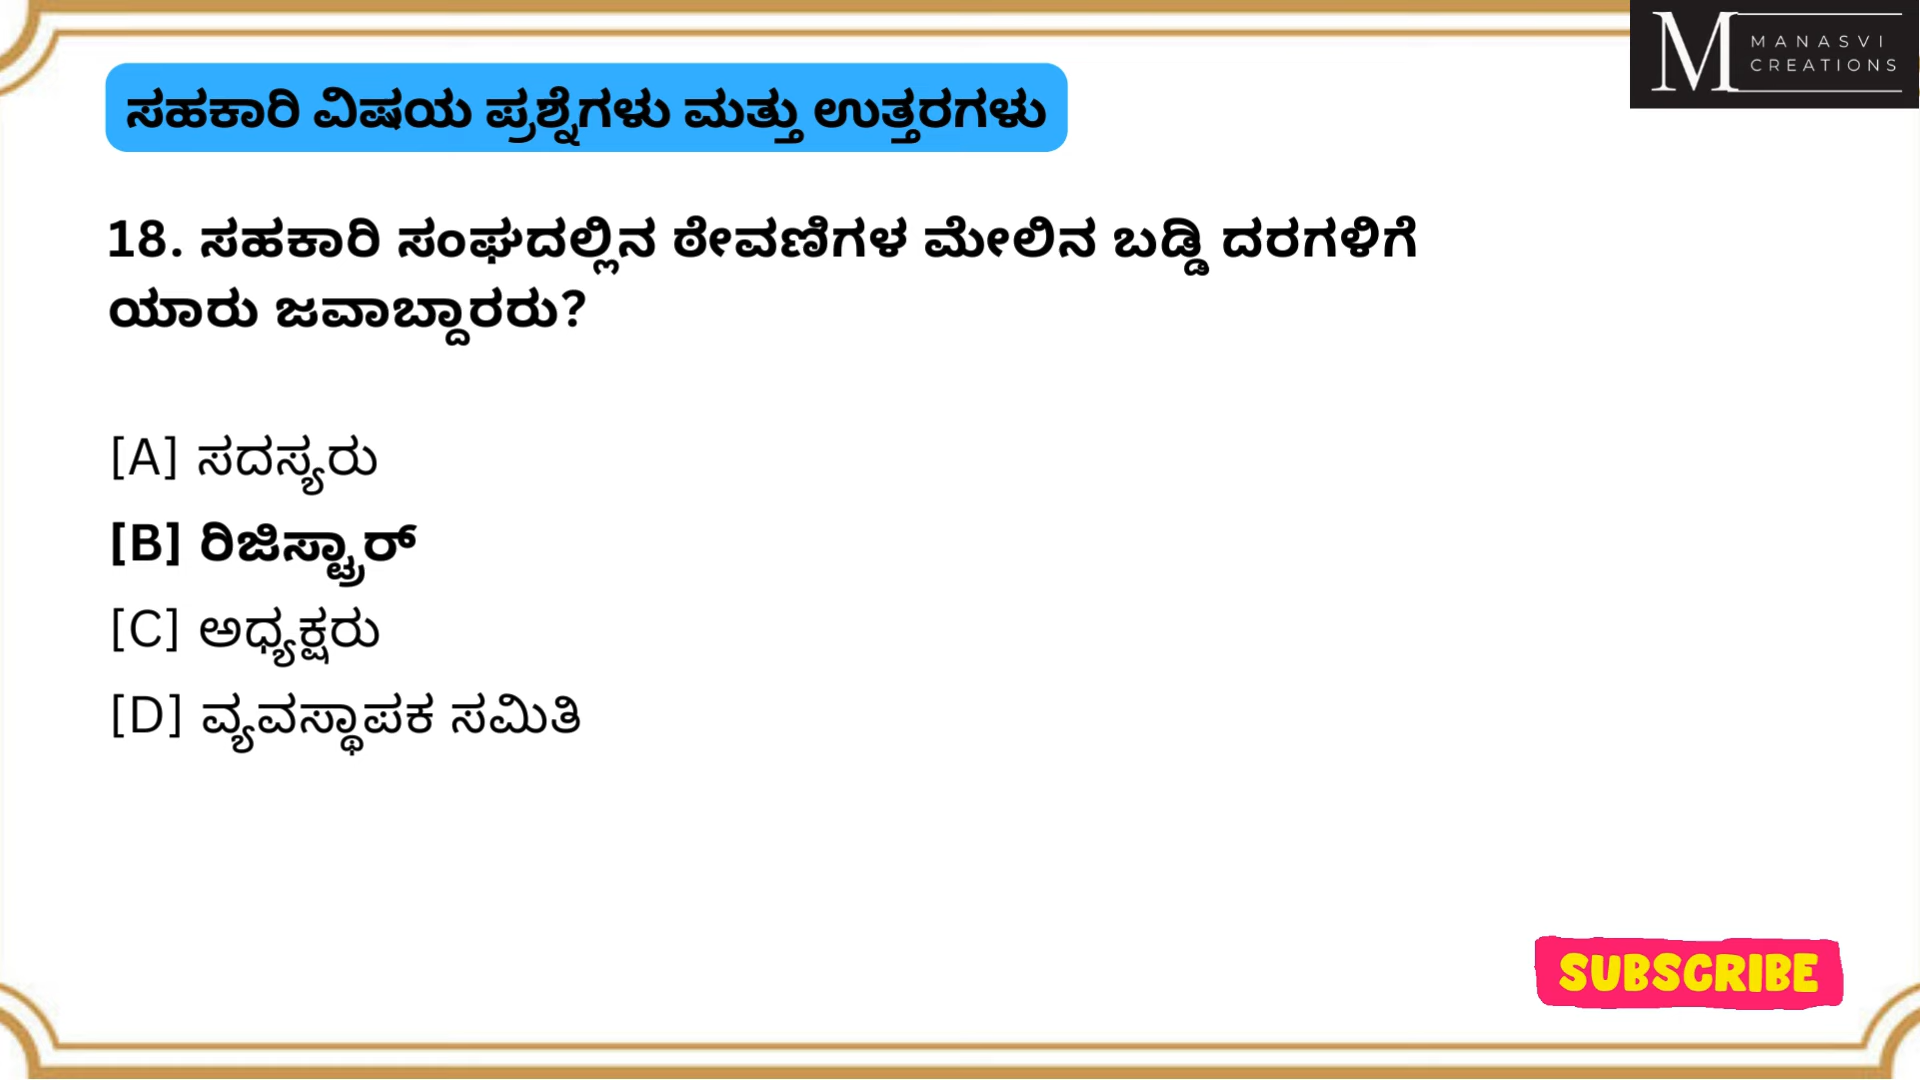 M MANASVI
CREATIONS
ಸಹಕಾರಿ ವಿಷಯ ಪ್ರಶ್ನೆಗಳು ಮತ್ತು ಉತ್ತರಗಳು
18. ಸಹಕಾರಿ ಸಂಘದಲ್ಲಿನ ಠೇವಣಿಗಳ ಮೇಲಿನ ಬಡ್ಡಿ ದರಗಳಿಗೆ
ಯಾರು ಜವಾಬ್ದಾರರು?
[A] ಸದಸ್ಯರು
[B] ರಿಜಿಸ್ಟ್ರಾರ್
[C] ಅಧ್ಯಕ್ಷರು
[D] ವ್ಯವಸ್ಥಾಪಕ ಸಮಿತಿ
SUBSCRIBE